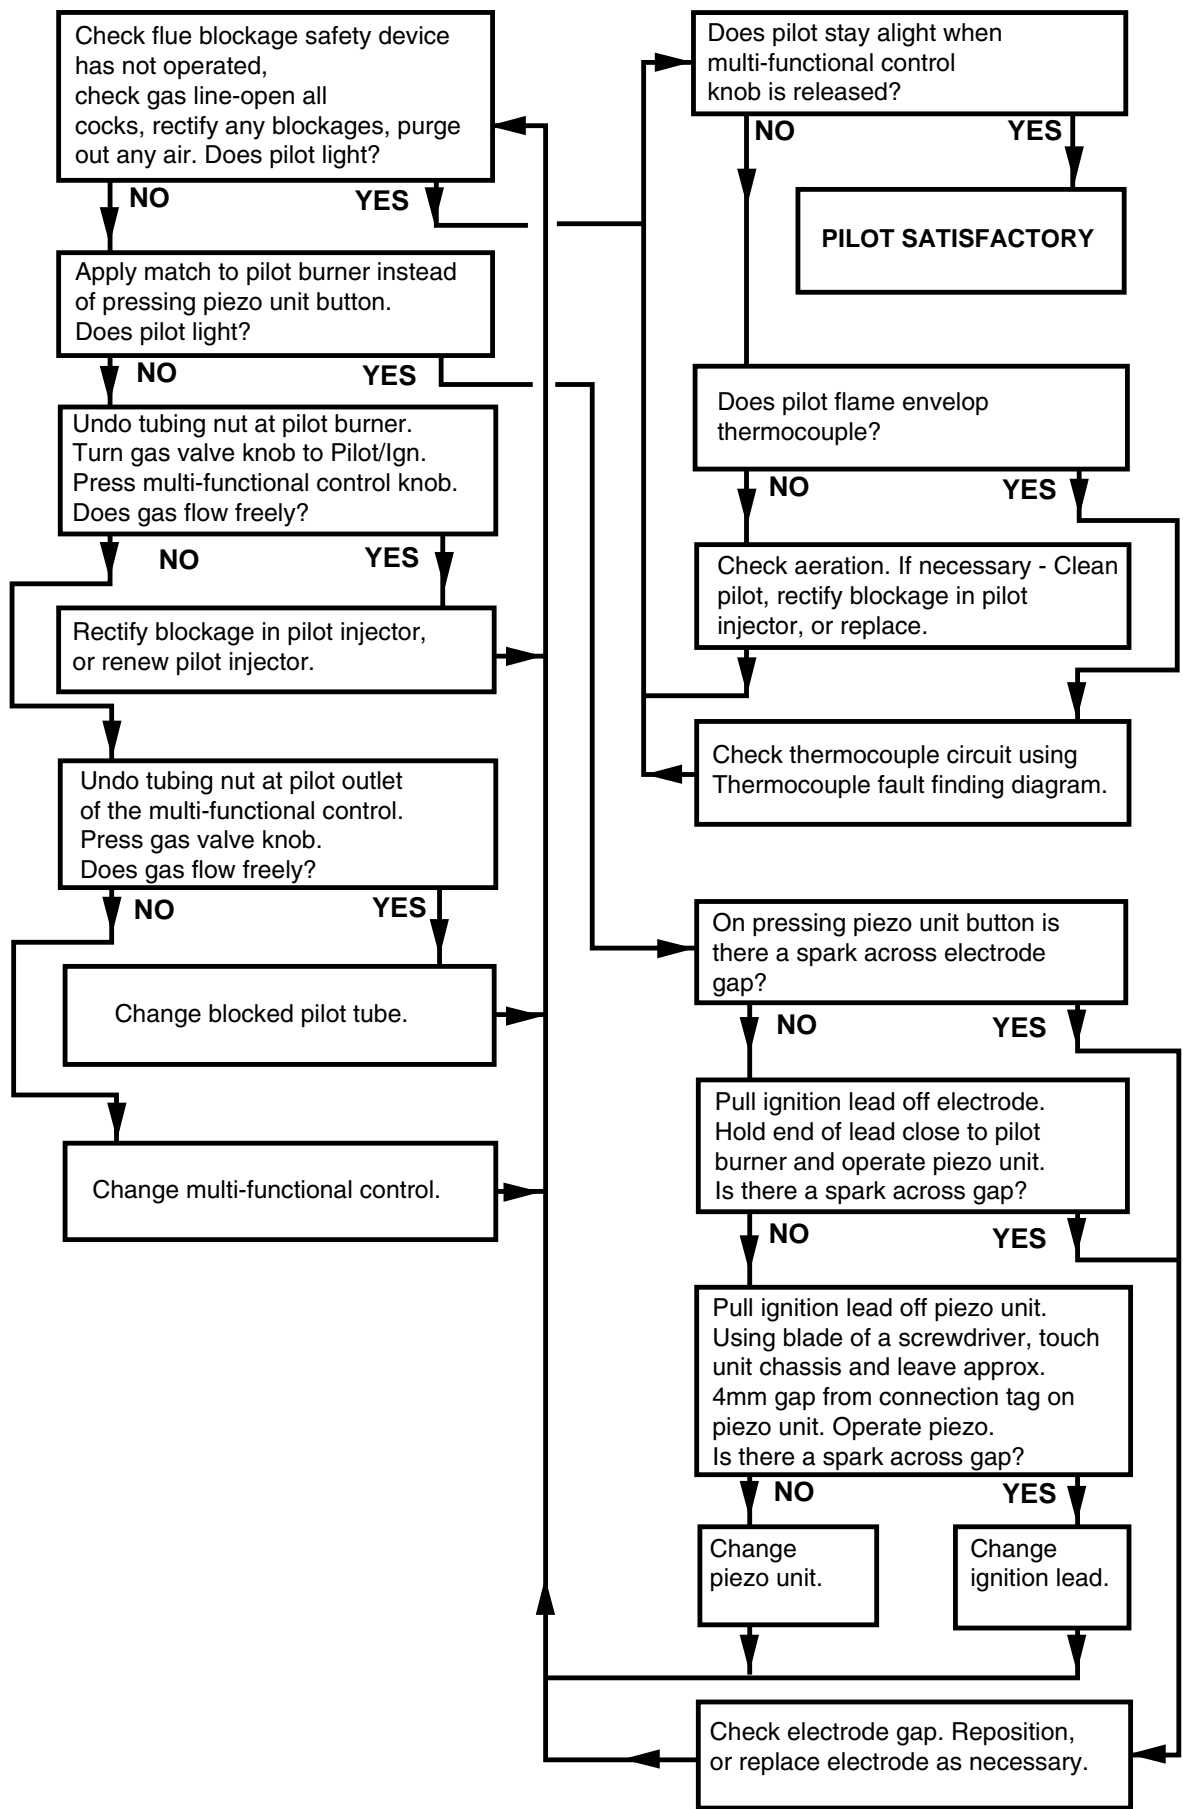 Check flue blockage safety device
has not operated,
check gas line-open all
cocks, rectify any blockages, purge
out any air. Does pilot light?
NO
YES
Apply match to pilot burner instead
of pressing piezo unit button.
Does pilot light?
NO
YES
Undo tubing nut at pilot burner.
Turn gas valve knob to Pilot/Ign.
Press multi-functional control knob.
Does gas flow freely?
NO
YES
Rectify blockage in pilot injector,
or renew pilot injector.
Undo tubing nut at pilot outlet
of the multi-functional control.
Press gas valve knob.
Does gas flow freely?
NO
YES
Change blocked pilot tube.
Change multi-functional control.
Does pilot stay alight when
multi-functional control
knob is released?
NO
YES
PILOT SATISFACTORY
Does pilot flame envelop
thermocouple?
NO
YES
Check aeration. If necessary - Clean
pilot, rectify blockage in pilot
injector, or replace.
Check thermocouple circuit using
Thermocouple fault finding diagram.
On pressing piezo unit button is
there a spark across electrode
gap?
NO
YES
Pull ignition lead off electrode.
Hold end of lead close to pilot
burner and operate piezo unit.
Is there a spark across gap?
NO
YES
Pull ignition lead off piezo unit.
Using blade of a screwdriver, touch
unit chassis and leave approx.
4mm gap from connection tag on
piezo unit. Operate piezo.
Is there a spark across gap?
NO
YES
Change
piezo unit.
Change
ignition lead.
Check electrode gap. Reposition,
or replace electrode as necessary.